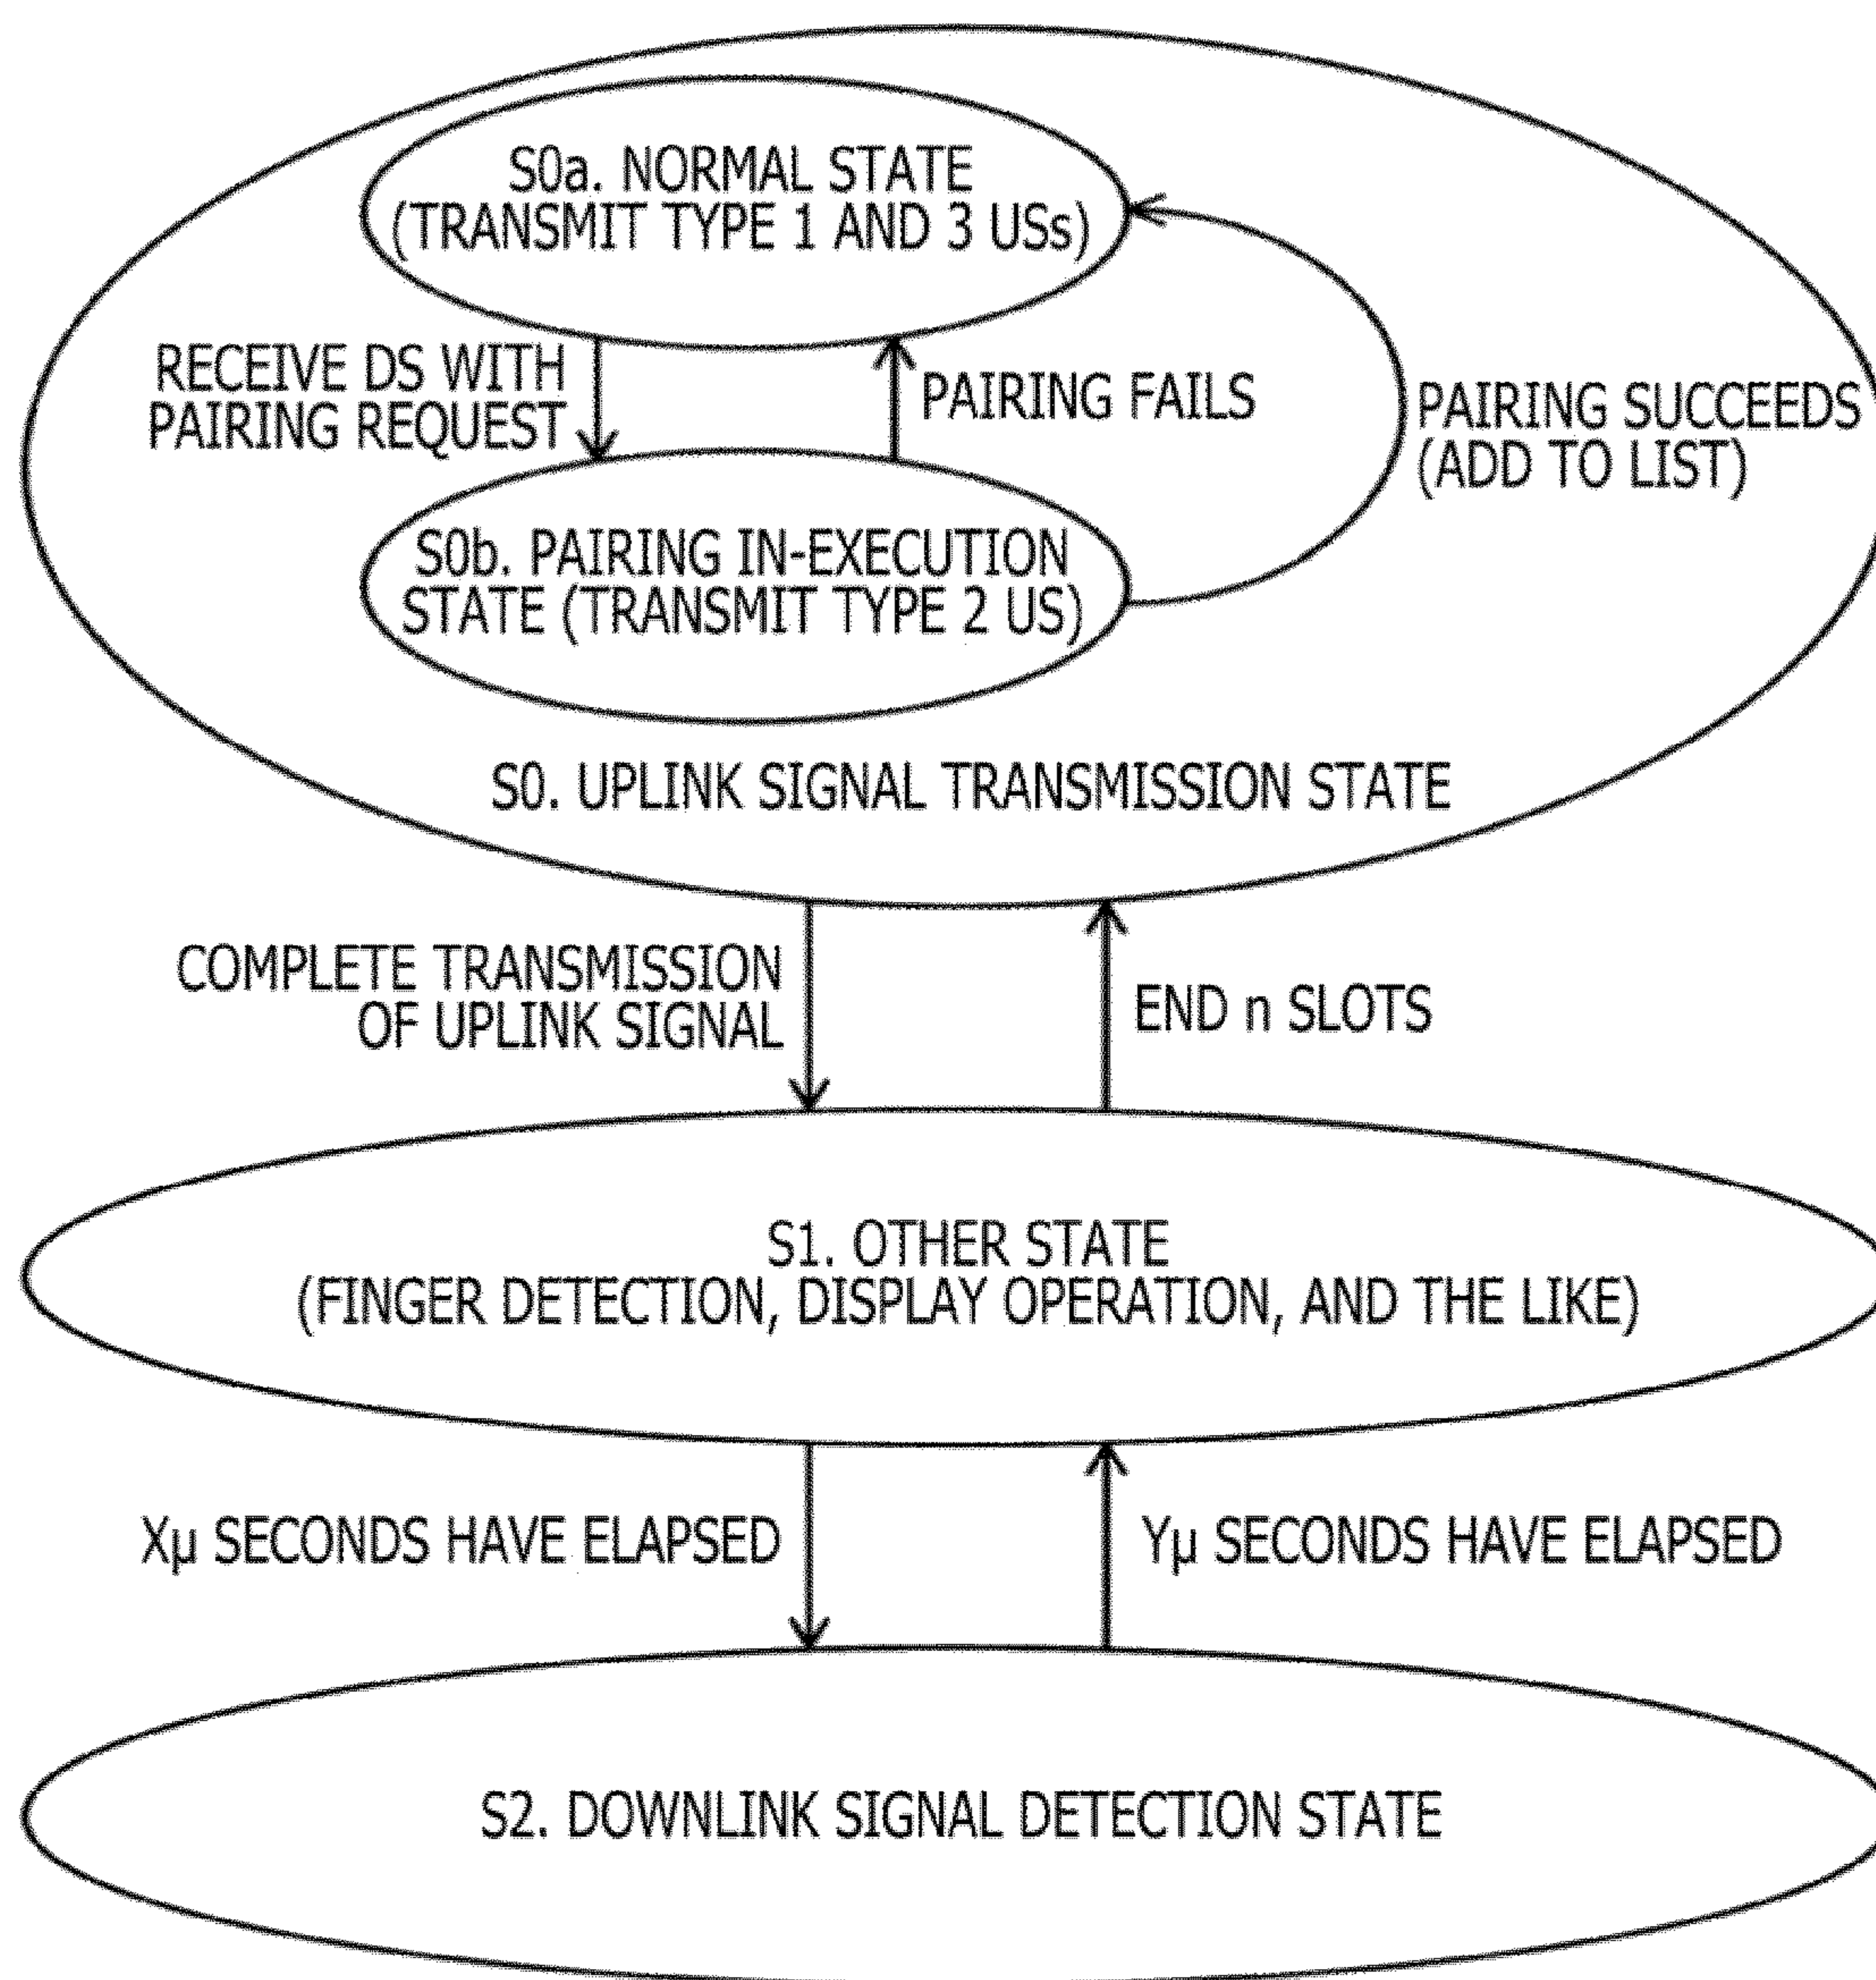 S0a. NORMAL STATE
(TRANSMIT TYPE 1 AND 3 USs)
RECEIVE DS WITH
PAIRING REQUEST
PAIRING FAILS
PAIRING SUCCEEDS
(ADD TO LIST)
S0b. PAIRING IN-EXECUTION
STATE (TRANSMIT TYPE 2 US)
S0. UPLINK SIGNAL TRANSMISSION STATE
COMPLETE TRANSMISSION
OF UPLINK SIGNAL
END n SLOTS
S1. OTHER STATE
(FINGER DETECTION, DISPLAY OPERATION, AND THE LIKE)
Xμ SECONDS HAVE ELAPSED
Yμ SECONDS HAVE ELAPSED
S2. DOWNLINK SIGNAL DETECTION STATE